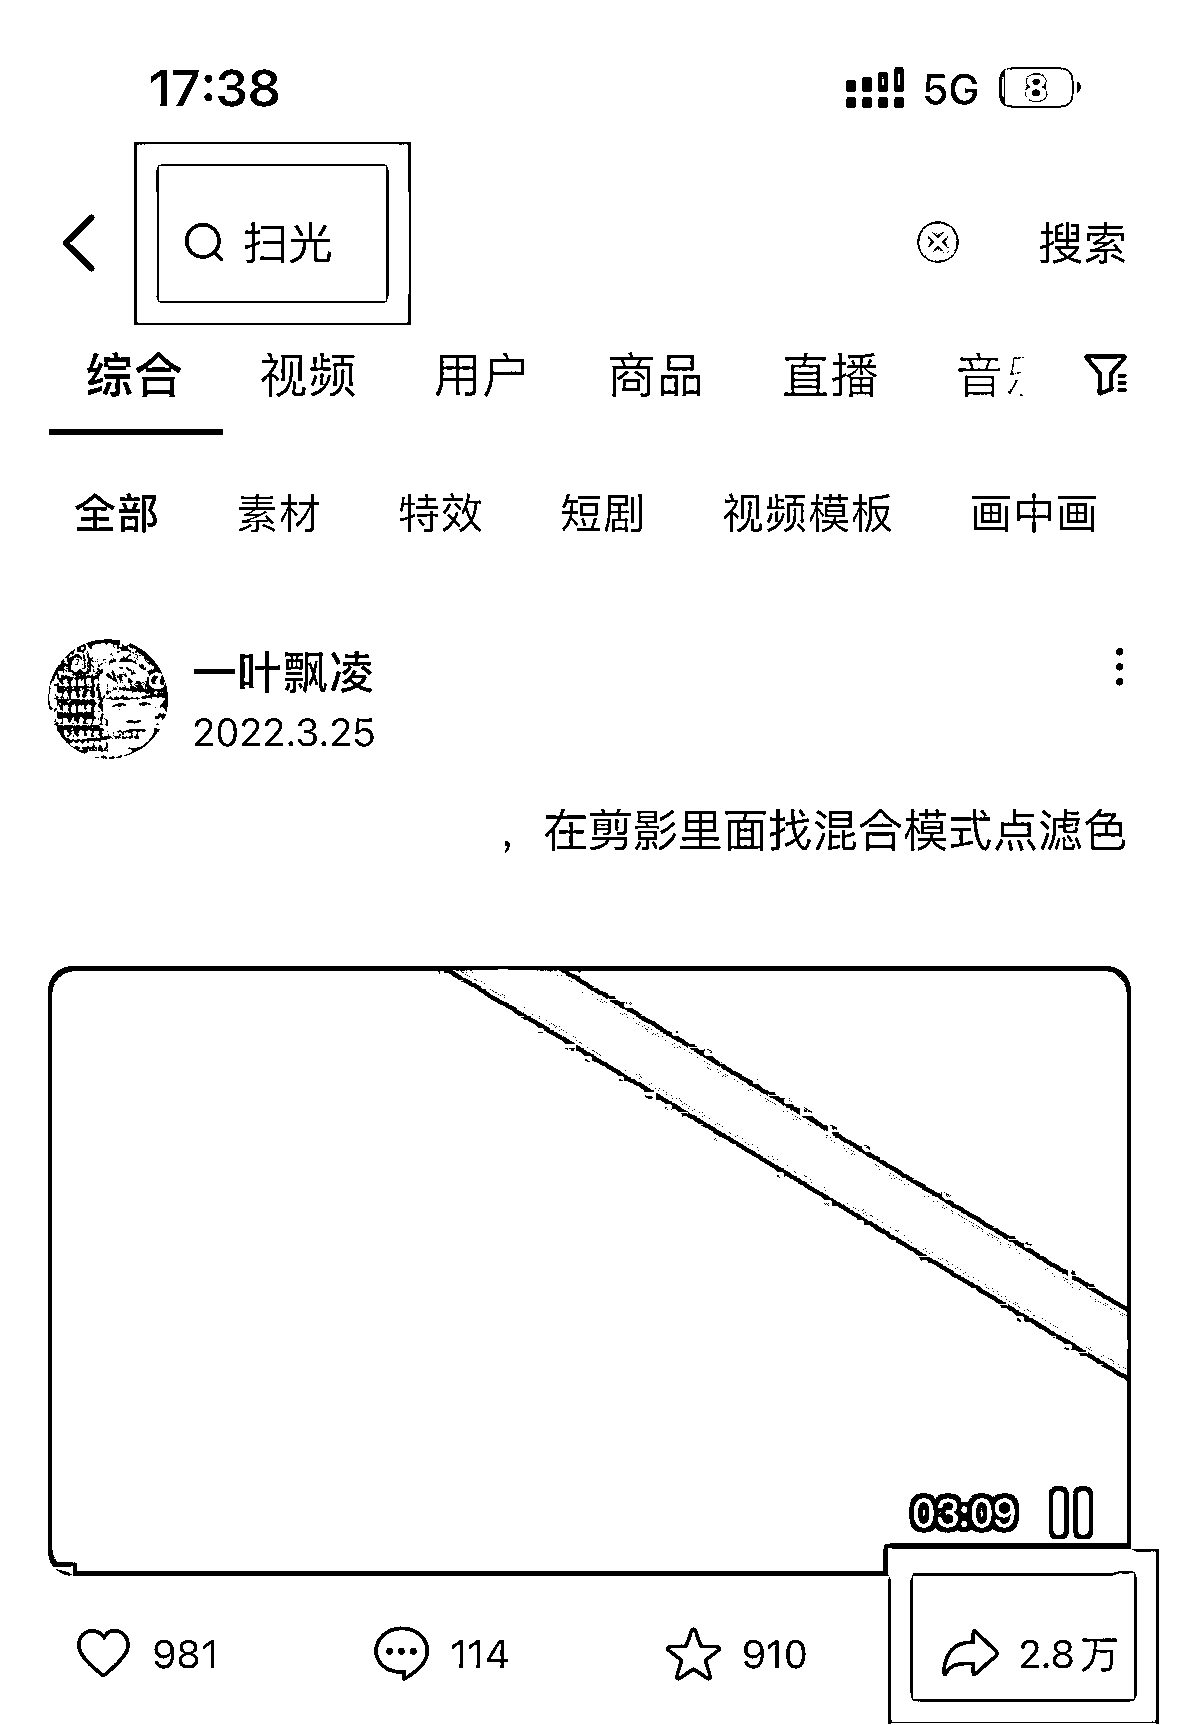 17:38 5G 8
扫光 搜索
综合 视频 用户 商品 直播 音
全部 素材 特效 短剧 视频模板 画中画
一叶飘凌
2022.3.25
，在剪影里面找混合模式点滤色
03:09
981 114 910 2.8万